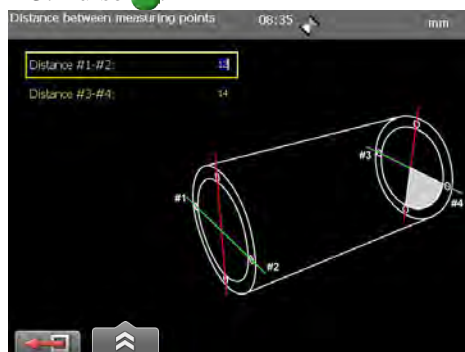 Distance between measuring points 08:35 mm
Distance #1-#2:
Distance #3-#4: 14
#3
#4
#1
#2